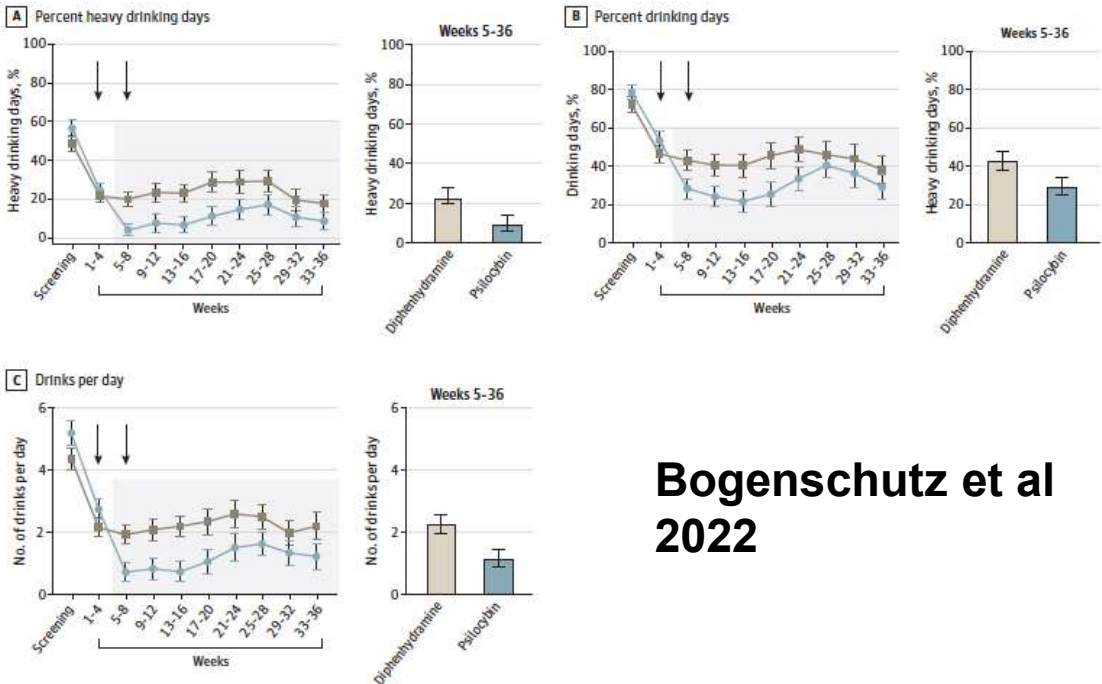 A Percent heavy drinking days
Weeks 5-36
Heavy drinking days, %
100
80
60
40
20
0
Screening
1-4
5-8
9-12
13-16
17-20
21-24
25-28
29-32
33-36
Weeks
Heavy drinking days, %
100
80
60
40
20
0
Diphenhydramine
Psilocybin
B Percent drinking days
Weeks 5-36
Drinking days, %
100
80
60
40
20
0
Screening
1-4
5-8
9-12
13-16
17-20
21-24
25-28
29-32
33-36
Weeks
Heavy drinking days, %
100
80
60
40
20
0
Diphenhydramine
Psilocybin
C Drinks per day
Weeks 5-36
No. of drinks per day
6
4
2
0
Screening
1-4
5-8
9-12
13-16
17-20
21-24
25-28
29-32
33-36
Weeks
No. of drinks per day
6
4
2
0
Diphenhydramine
Psilocybin
Bogenschutz et al
2022